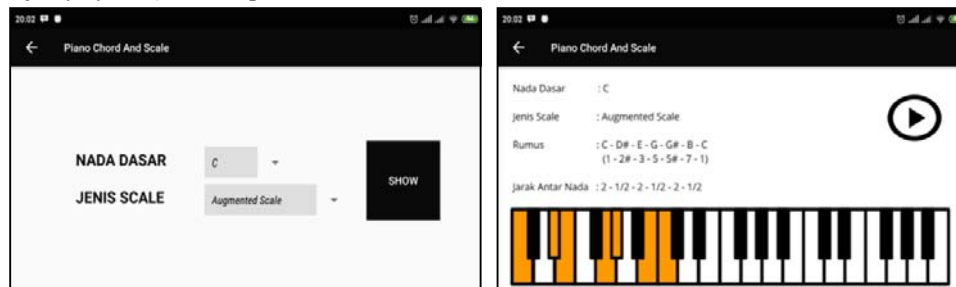 20:02
Piano Chord And Scale
NADA DASAR
C
JENIS SCALE
Augmented Scale
SHOW
20:02
Piano Chord And Scale
Nada Dasar : C
Jenis Scale : Augmented Scale
Rumus : C - D# - E - G - G# - B - C
(1 - 2# - 3 - 5 - 5# - 7 - 1)
Jarak Antar Nada : 2 - 1/2 - 2 - 1/2 - 2 - 1/2